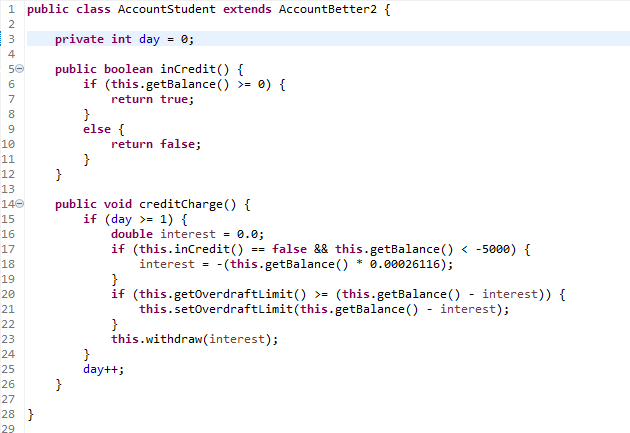 1 public class AccountStudent extends AccountBetter2 {
2
3     private int day = 0;
4
5     public boolean inCredit() {
6         if (this.getBalance() >= 0) {
7             return true;
8         }
9         else {
10             return false;
11         }
12     }
13
14     public void creditCharge() {
15         if (day >= 1) {
16             double interest = 0.0;
17             if (this.inCredit() == false && this.getBalance() < -5000) {
18                 interest = -(this.getBalance() * 0.00026116);
19             }
20             if (this.getOverdraftLimit() >= (this.getBalance() - interest)) {
21                 this.setOverdraftLimit(this.getBalance() - interest);
22             }
23             this.withdraw(interest);
24         }
25         day++;
26     }
27
28 }
29